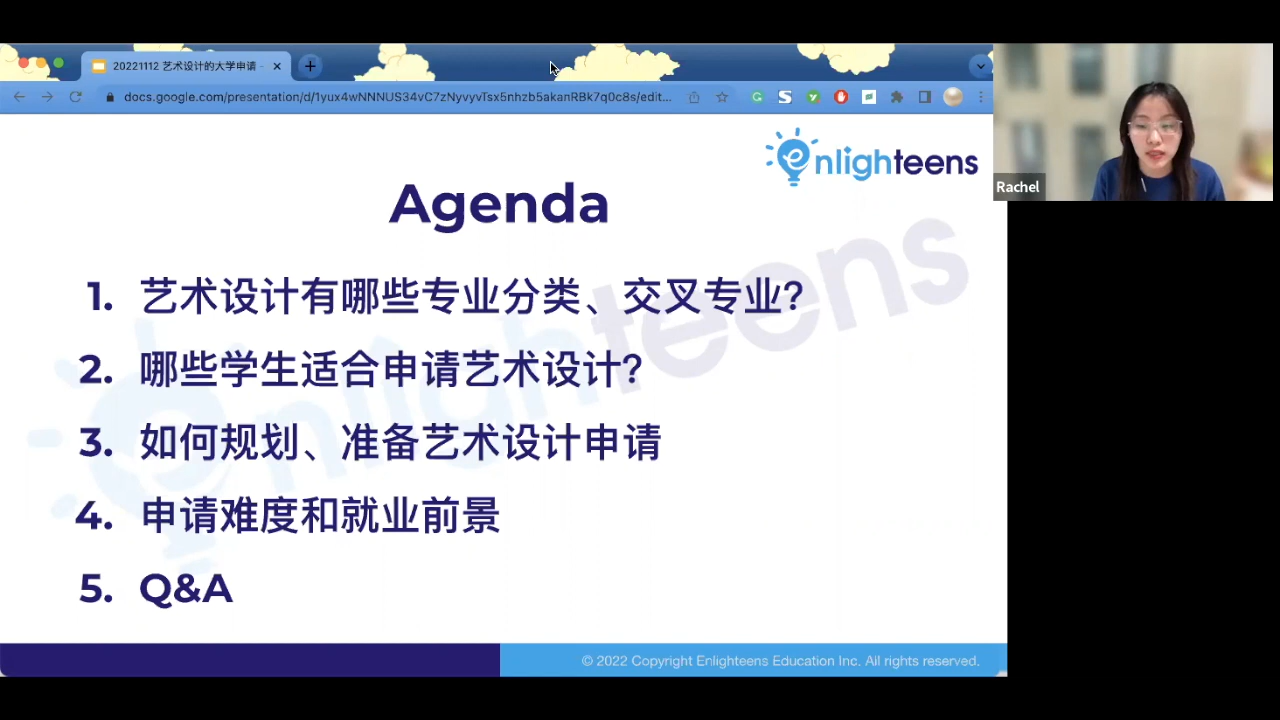 20221112 艺术设计的大学申请 -
docs.google.com/presentation/d/1yux4wNNNUS34vC7zNyvyvTsx5nhzb5akanRBk7q0c8s/edit...
enlighteens
Rachel
Agenda
1. 艺术设计有哪些专业分类、交叉专业?
2. 哪些学生适合申请艺术设计?
3. 如何规划、准备艺术设计申请
4. 申请难度和就业前景
5. Q&A
enlighteens
© 2022 Copyright Enlighteens Education Inc. All rights reserved.